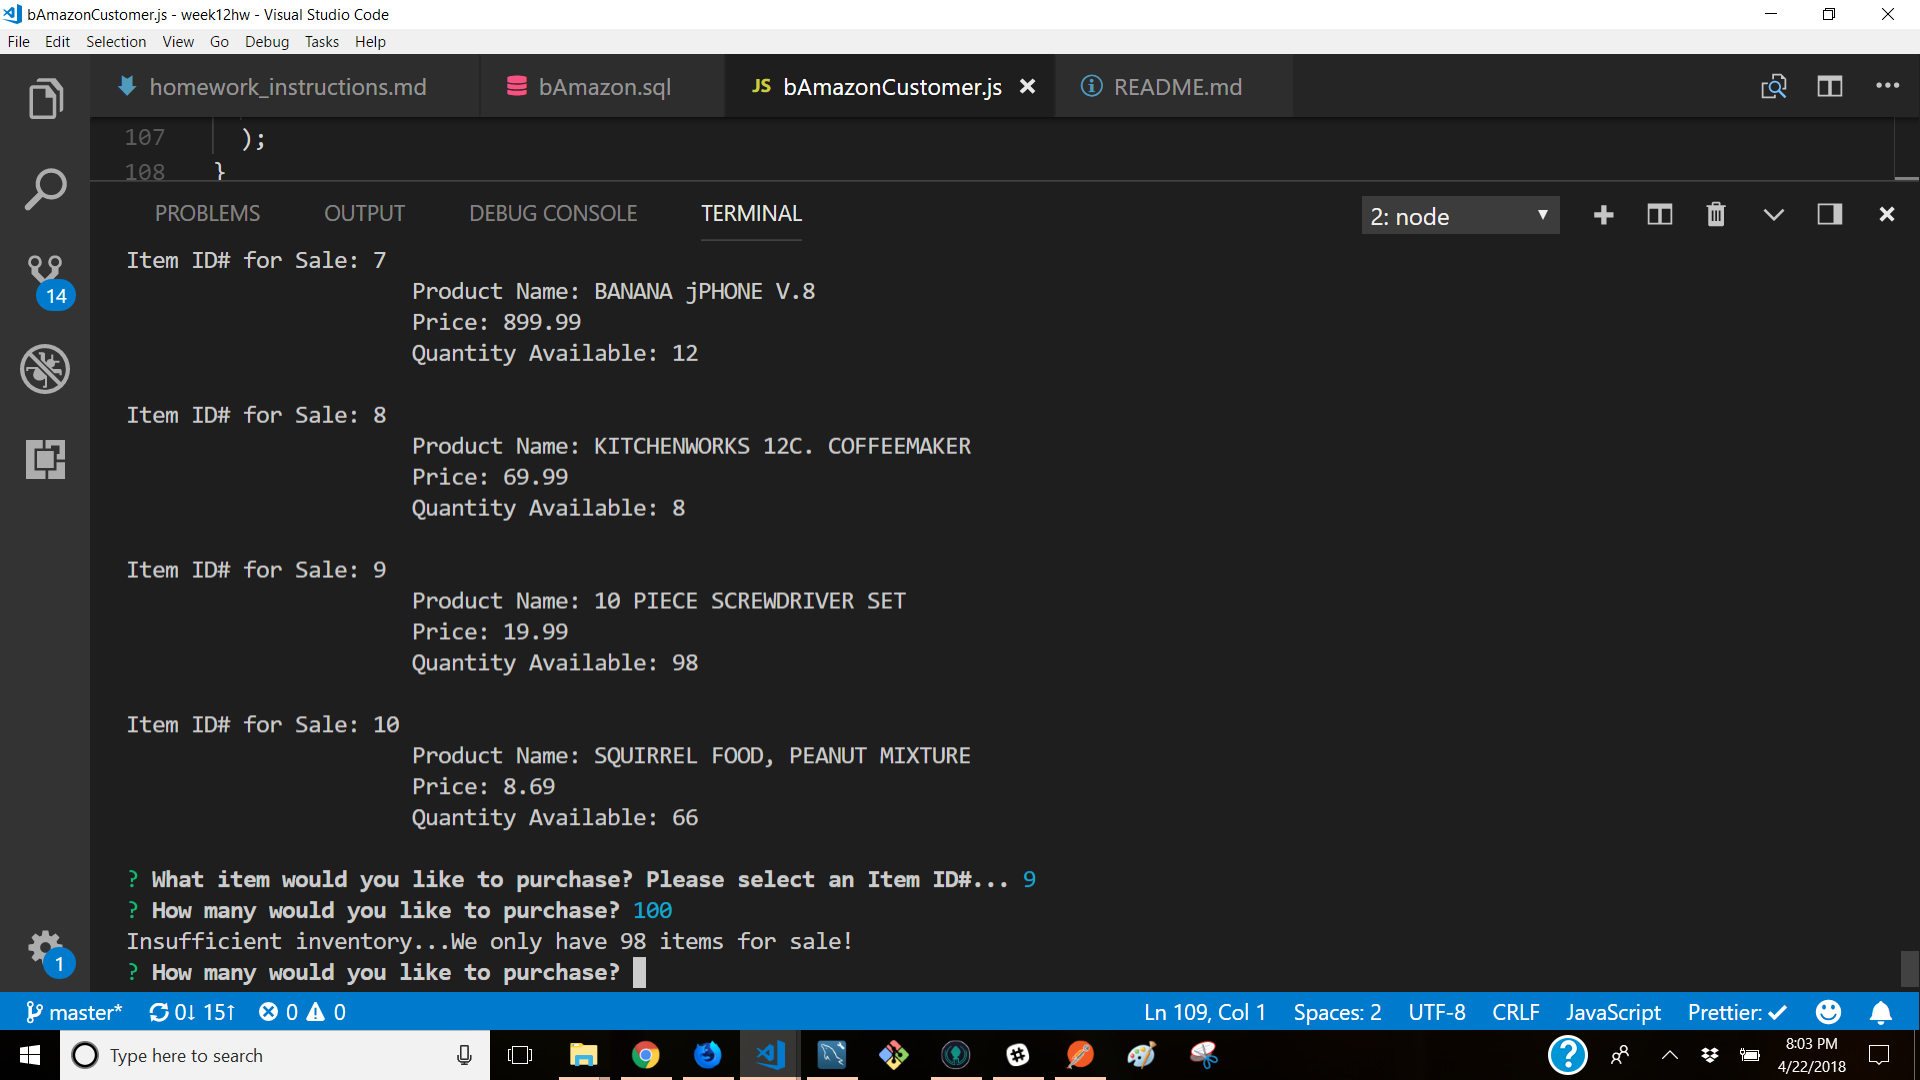 bAmazonCustomer.js - week12hw - Visual Studio Code
File Edit Selection View Go Debug Tasks Help
homework_instructions.md bAmazon.sql JS bAmazonCustomer.js README.md
107 );
108 }
PROBLEMS OUTPUT DEBUG CONSOLE TERMINAL 2: node
Item ID# for Sale: 7
Product Name: BANANA jPHONE V.8
Price: 899.99
Quantity Available: 12
14
Item ID# for Sale: 8
Product Name: KITCHENWORKS 12C. COFFEEMAKER
Price: 69.99
Quantity Available: 8
Item ID# for Sale: 9
Product Name: 10 PIECE SCREWDRIVER SET
Price: 19.99
Quantity Available: 98
Item ID# for Sale: 10
Product Name: SQUIRREL FOOD, PEANUT MIXTURE
Price: 8.69
Quantity Available: 66
? What item would you like to purchase? Please select an Item ID#... 9
? How many would you like to purchase? 100
Insufficient inventory...We only have 98 items for sale!
? How many would you like to purchase?
1
master* 0↓ 15↑ 0 0 Ln 109, Col 1 Spaces: 2 UTF-8 CRLF JavaScript Prettier: ✓
Type here to search
8:03 PM
4/22/2018